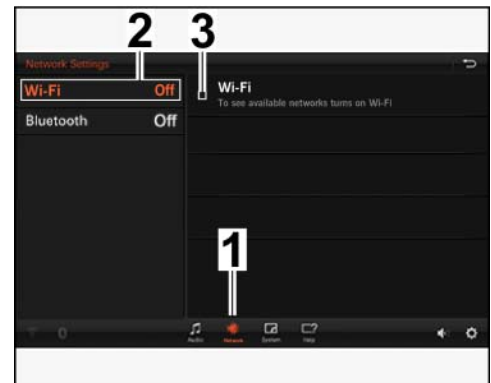 2 3
Network Settings
Wi-Fi Off
Wi-Fi
To see available networks turns on Wi-Fi
Bluetooth Off
1
0
Audio Network System Help